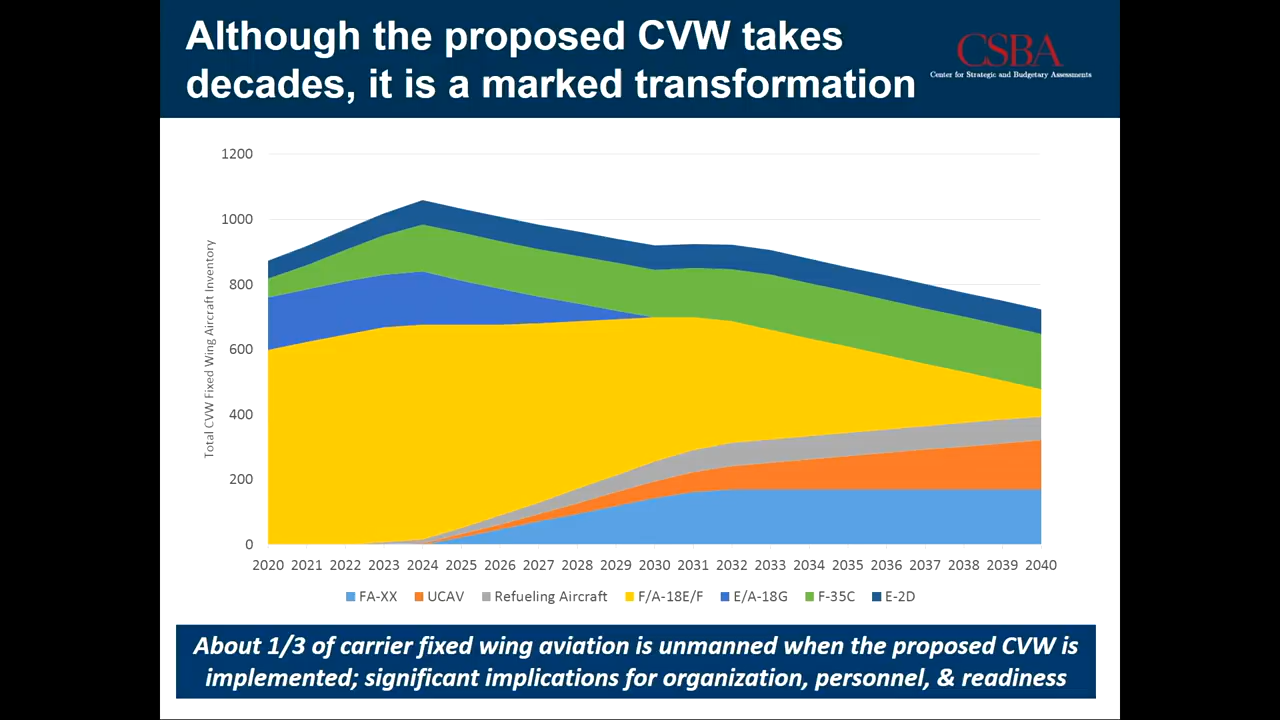 Although the proposed CVW takes
decades, it is a marked transformation
CSBA
Center for Strategic and Budgetary Assessments
Total CVW Fixed Wing Aircraft Inventory
1200
1000
800
600
400
200
0
2020 2021 2022 2023 2024 2025 2026 2027 2028 2029 2030 2031 2032 2033 2034 2035 2036 2037 2038 2039 2040
FA-XX UCAV Refueling Aircraft F/A-18E/F E/A-18G F-35C E-2D
About 1/3 of carrier fixed wing aviation is unmanned when the proposed CVW is
implemented; significant implications for organization, personnel, & readiness